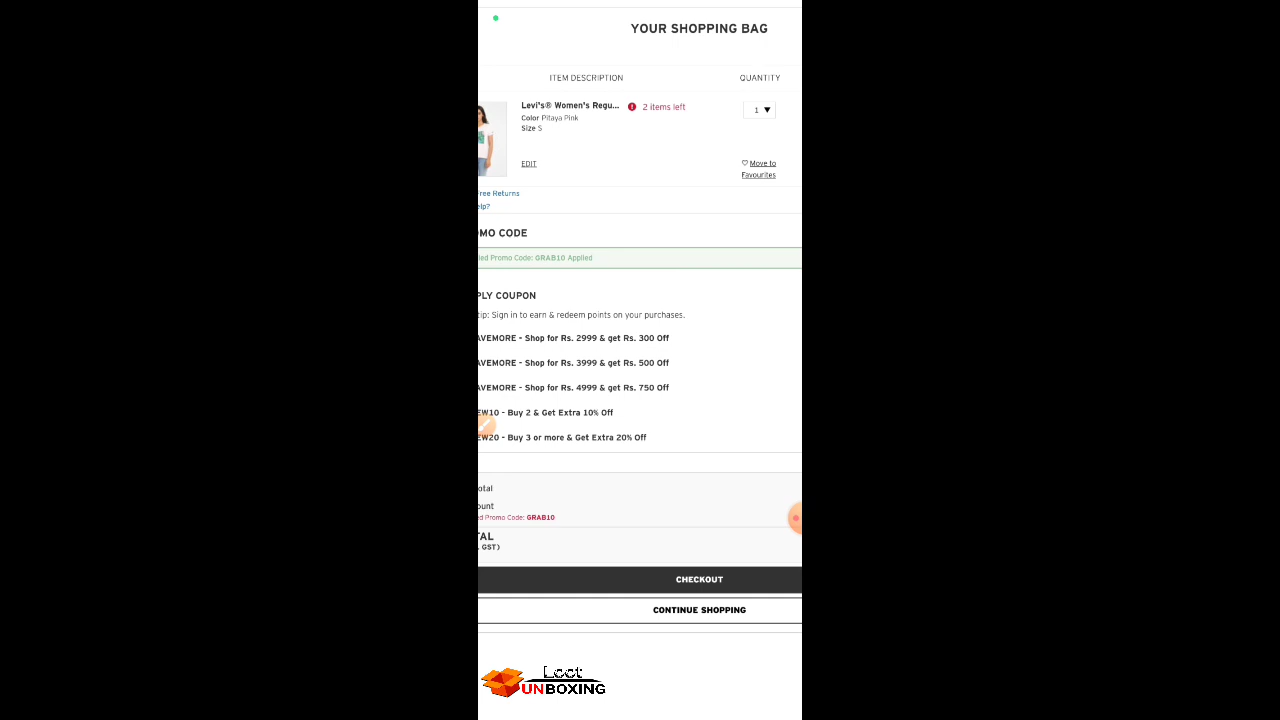 YOUR SHOPPING BAG
ITEM DESCRIPTION QUANTITY
Levi's® Women's Regu... 2 items left 1
Color Pitaya Pink
Size S
EDIT Move to
Favourites
Free Returns
elp?
OMO CODE
led Promo Code: GRAB10 Applied
PLY COUPON
tip: Sign in to earn & redeem points on your purchases.
AVEMORE - Shop for Rs. 2999 & get Rs. 300 Off
AVEMORE - Shop for Rs. 3999 & get Rs. 500 Off
AVEMORE - Shop for Rs. 4999 & get Rs. 750 Off
EW10 - Buy 2 & Get Extra 10% Off
EW20 - Buy 3 or more & Get Extra 20% Off
otal
ount
d Promo Code: GRAB10
TAL
. GST)
CHECKOUT
CONTINUE SHOPPING
Loot
UNBOXING